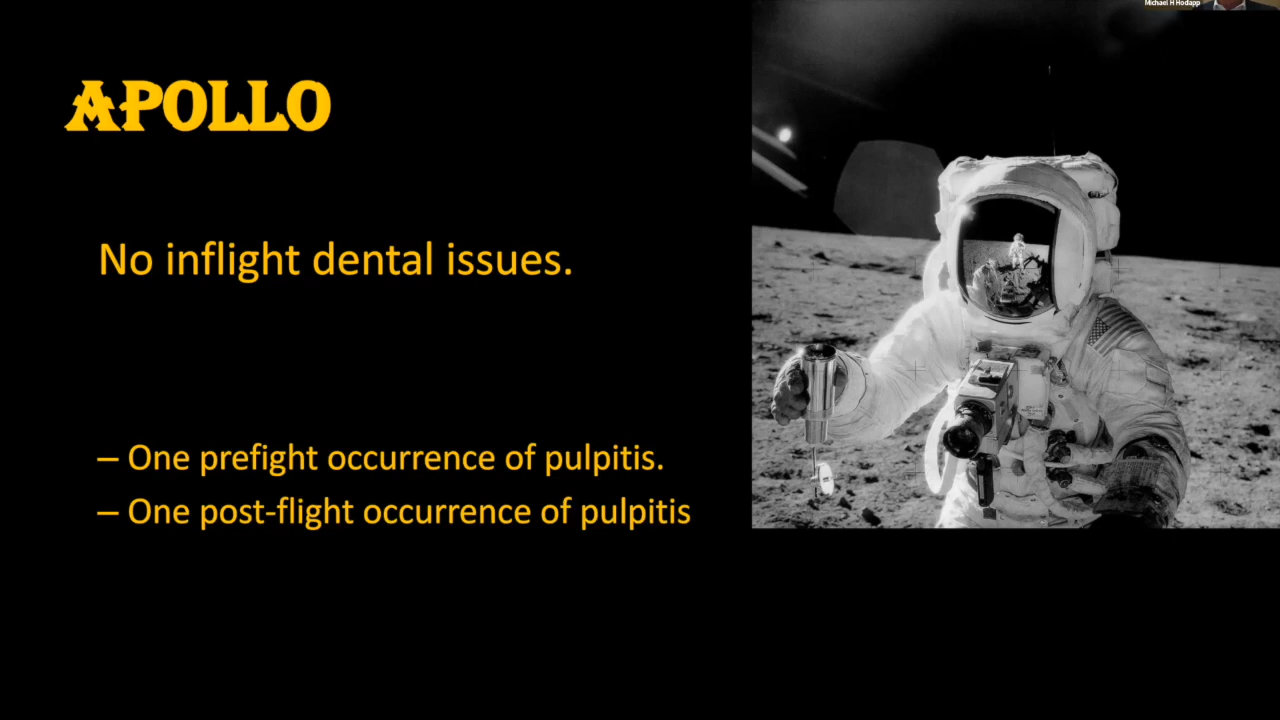 Michael H Hodapp
APOLLO
No inflight dental issues.
– One prefight occurrence of pulpitis.
– One post-flight occurrence of pulpitis